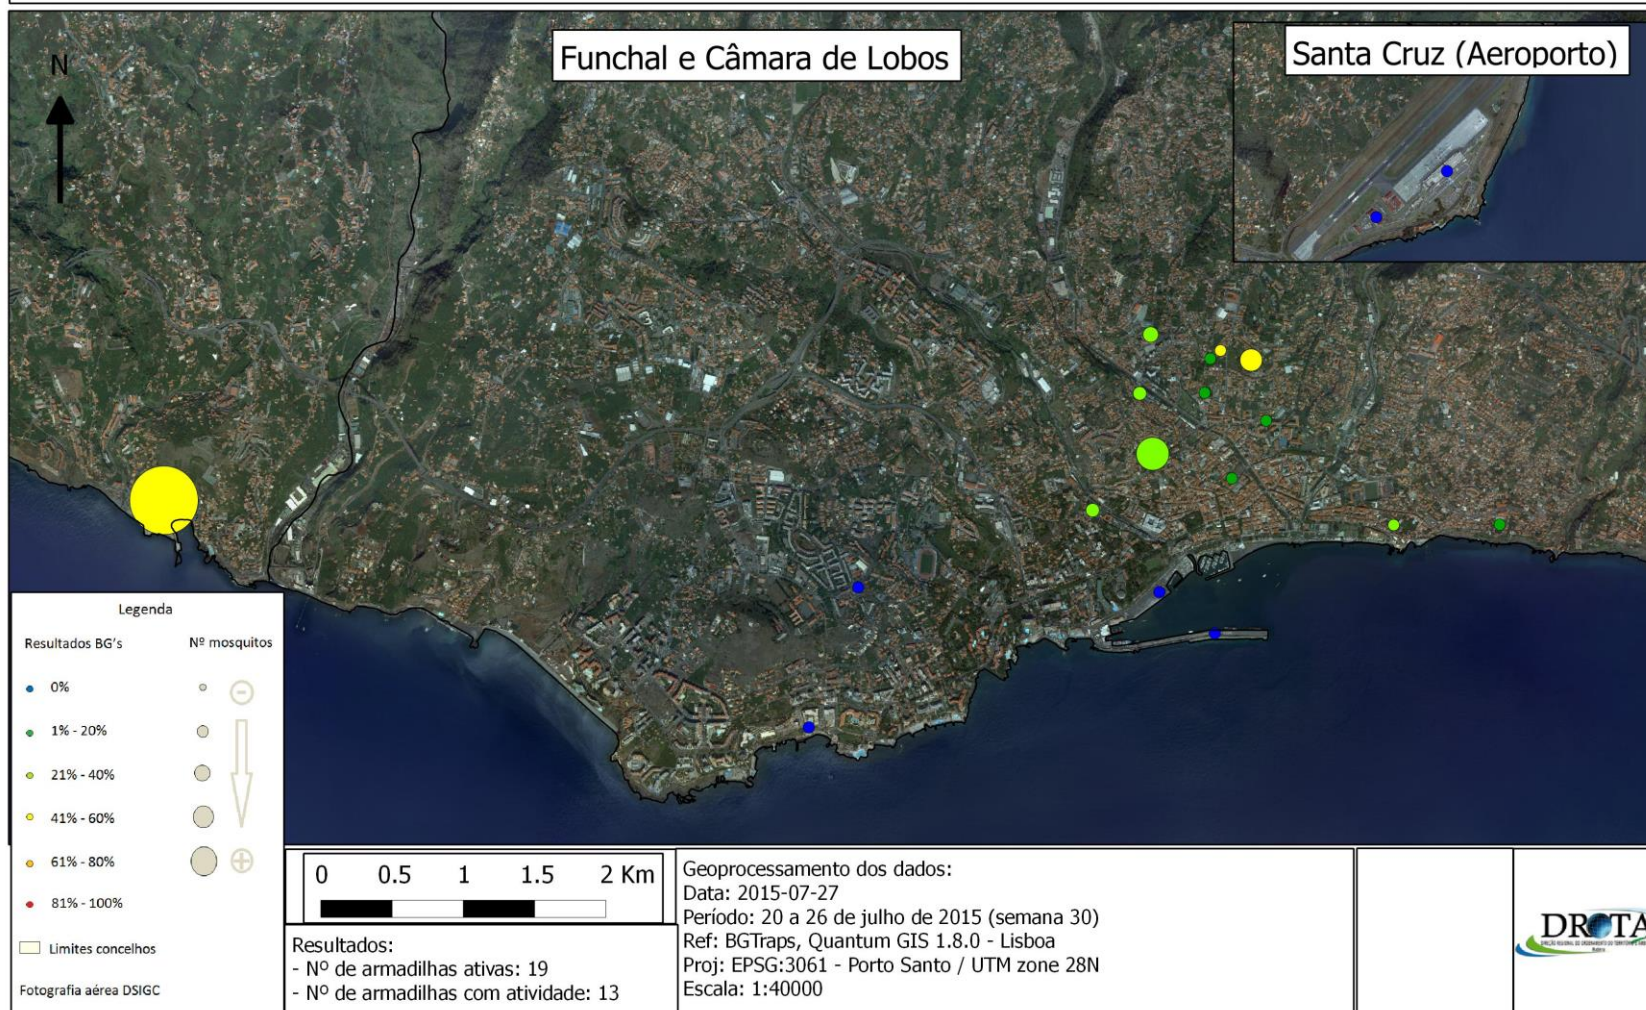 Funchal e Câmara de Lobos
Santa Cruz (Aeroporto)
N
Legenda
Resultados BG's
Nº mosquitos
0%
1% - 20%
21% - 40%
41% - 60%
61% - 80%
81% - 100%
Limites concelhos
Fotografia aérea DSIGC
0 0.5 1 1.5 2 Km
Resultados:
- Nº de armadilhas ativas: 19
- Nº de armadilhas com atividade: 13
Geoprocessamento dos dados:
Data: 2015-07-27
Período: 20 a 26 de julho de 2015 (semana 30)
Ref: BGTraps, Quantum GIS 1.8.0 - Lisboa
Proj: EPSG:3061 - Porto Santo / UTM zone 28N
Escala: 1:40000
DROTA